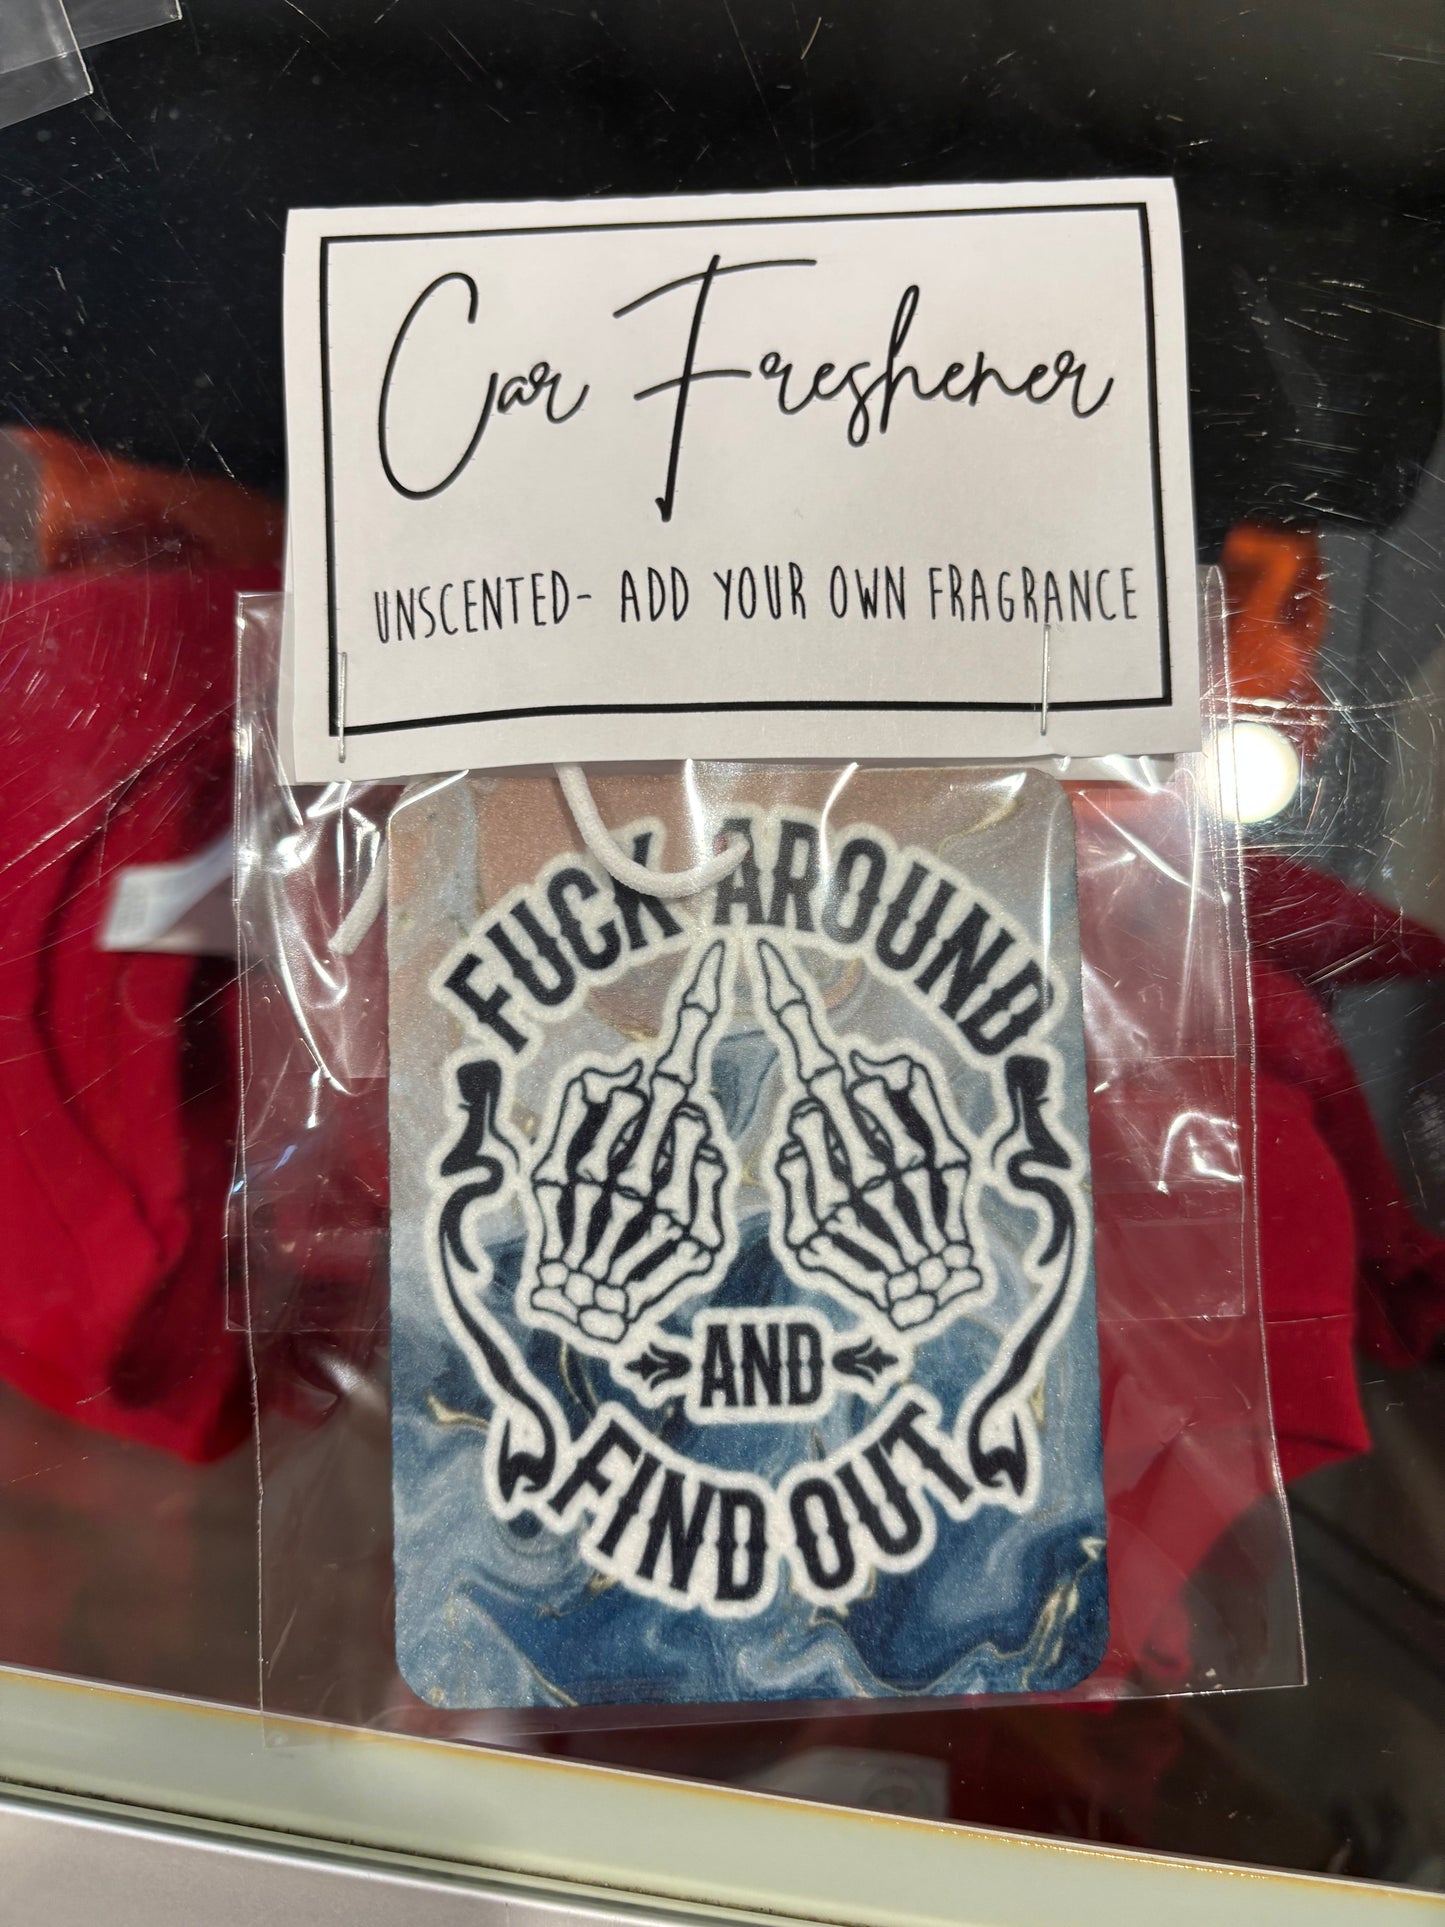 Car Freshener
UNSCENTED- ADD YOUR OWN FRAGRANCE
FUCK AROUND
AND
FIND OUT